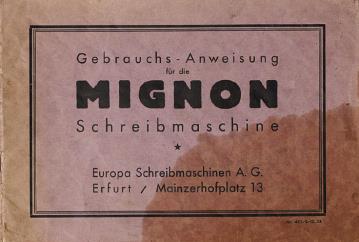 Gebrauchs-Anweisung
für die
MIGNON
Schreibmaschine
Europa Schreibmaschinen A. G.
Erfurt / Mainzerhofplatz 13